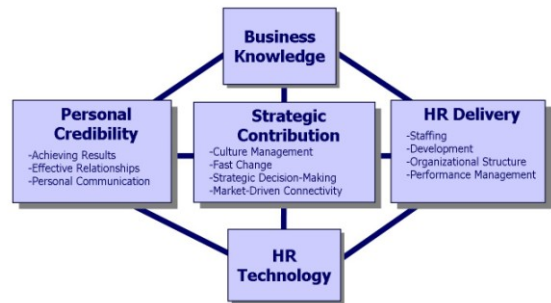 Business
Knowledge
Personal
Credibility
-Achieving Results
-Effective Relationships
-Personal Communication
Strategic
Contribution
-Culture Management
-Fast Change
-Strategic Decision-Making
-Market-Driven Connectivity
HR Delivery
-Staffing
-Development
-Organizational Structure
-Performance Management
HR
Technology